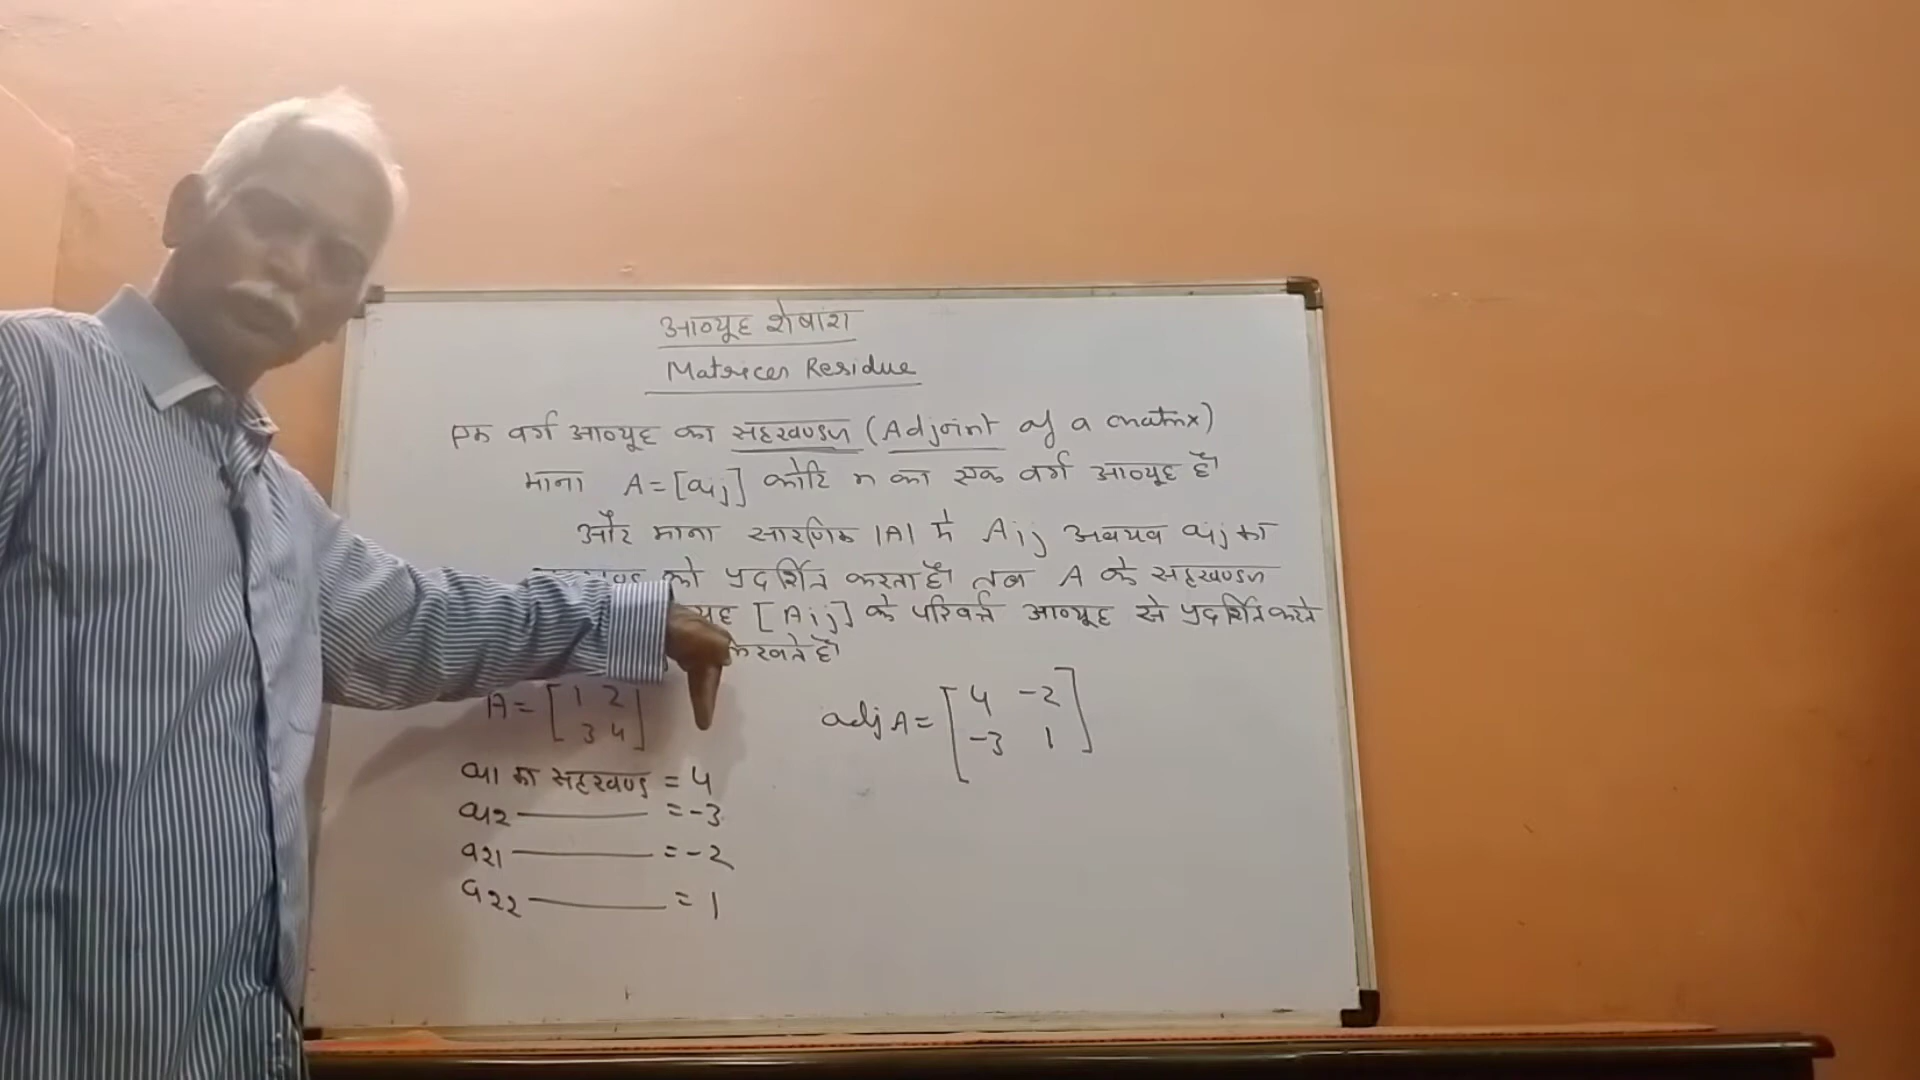 आव्यूह शेषांश
Matrices Residue
एक वर्ग आव्यूह का सहखण्डज (Adjoint of a matrix)
माना A=[aij] कोटि n का एक वर्ग आव्यूह है
और माना सारणिक |A| में Aij अवयव aij का
को प्रदर्शित करता है। तब A के सहखण्डज
[Aij] के परिवर्त आव्यूह से प्रदर्शित करते
है
A= [1 2
3 4]
adj A = [4 -2
-3 1]
a11 का सहखण्ड = 4
a12 ——— =-3
a21 ——— =-2
a22 ——— = 1